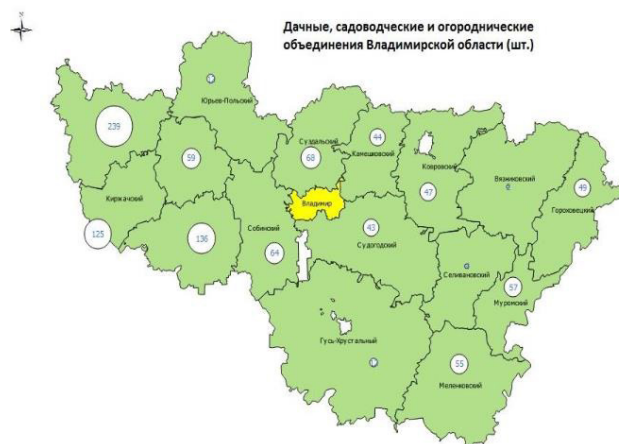 Дачные, садоводческие и огороднические
объединения Владимирской области (шт.)
Юрьев-Польский
239
44
59
Суздальский
68
Камешковский
Ковровский
Вязниковский
49
47
Гороховецкий
Киржачский
Владимир
125
136
Собинский
64
43
Судогодский
Селивановский
57
Муромский
Гусь-Хрустальный
55
Меленковский